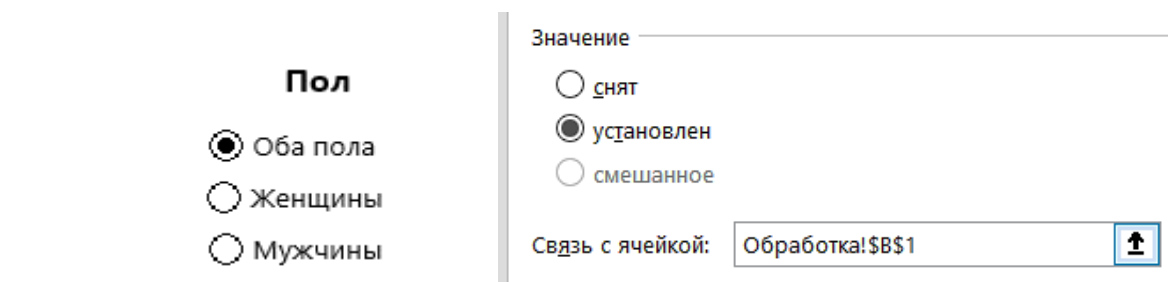 Пол
Оба пола
Женщины
Мужчины
Значение
снят
установлен
смешанное
Связь с ячейкой: Обработка!$B$1